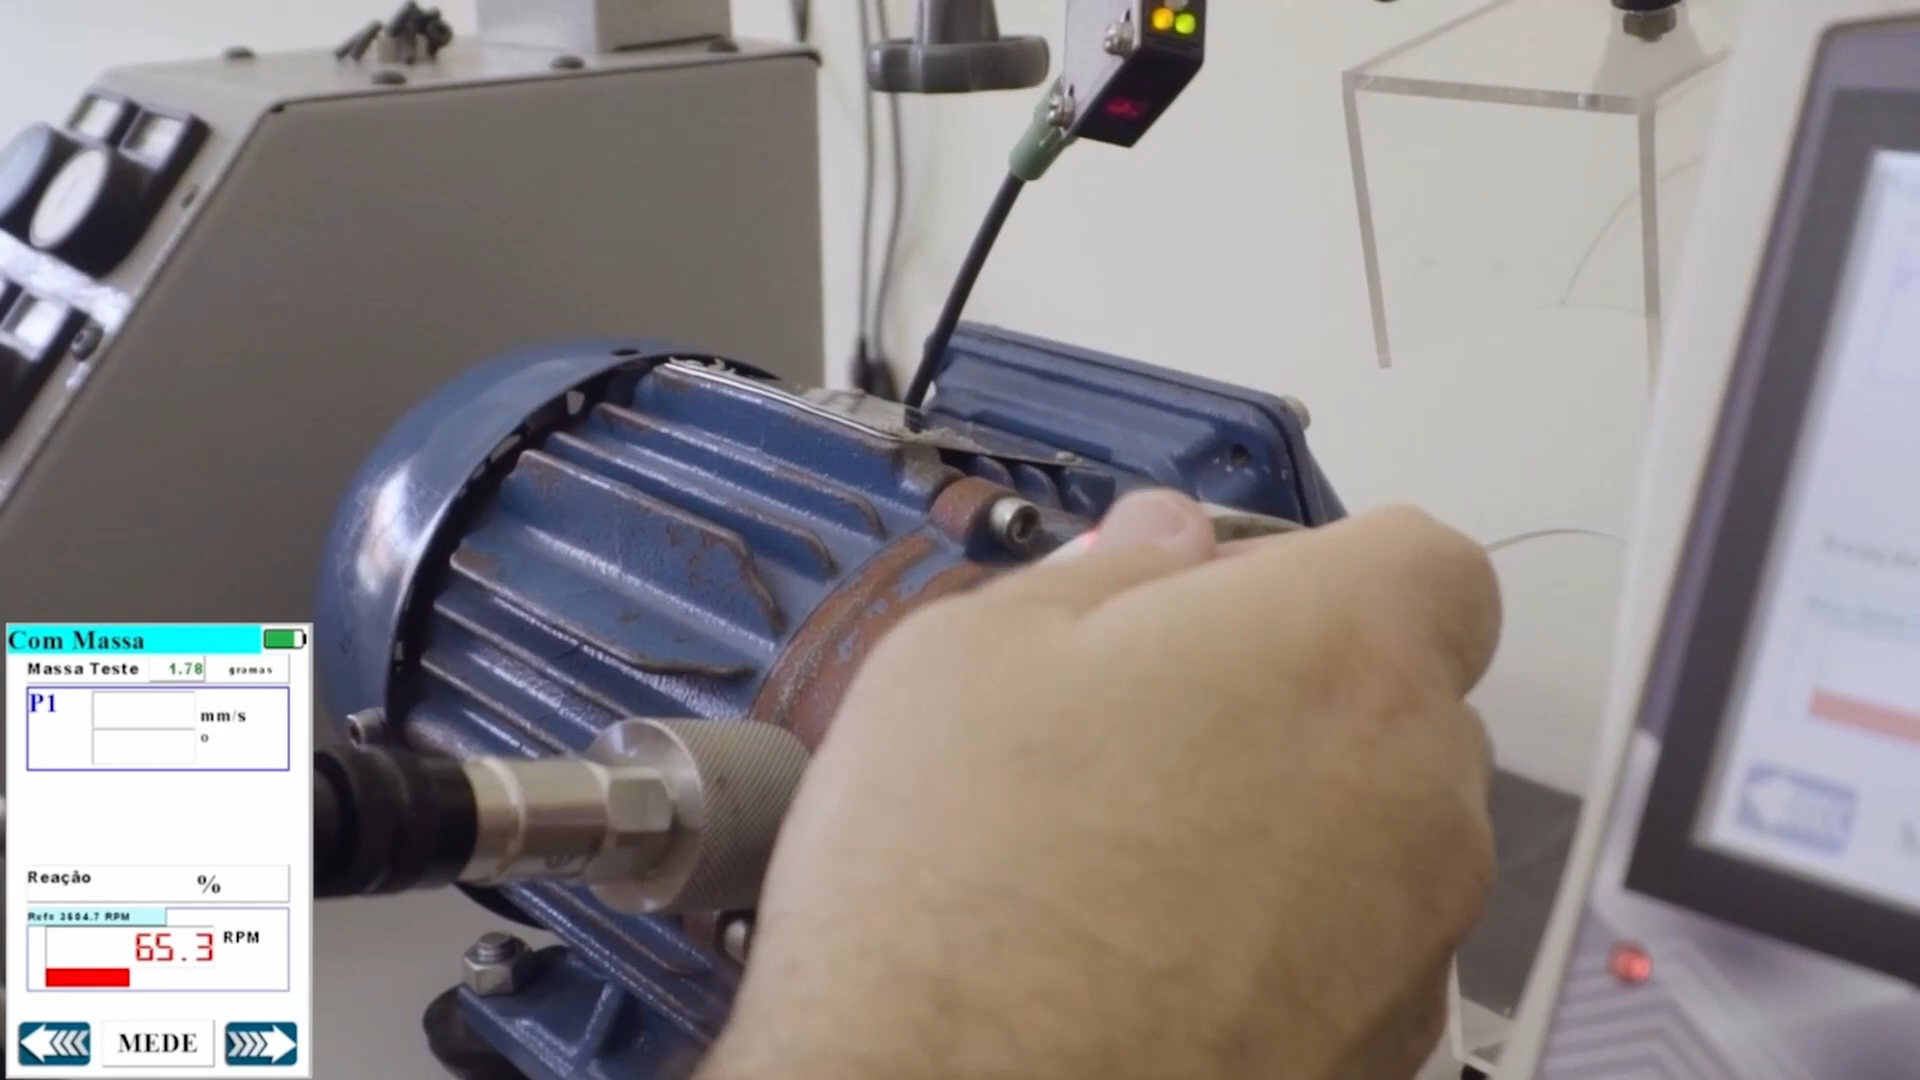 Com Massa
Massa Teste 1.78 gramas
P1
mm/s
o
Reação %
Ref= 3604.7 RPM
65.3 RPM
MEDE